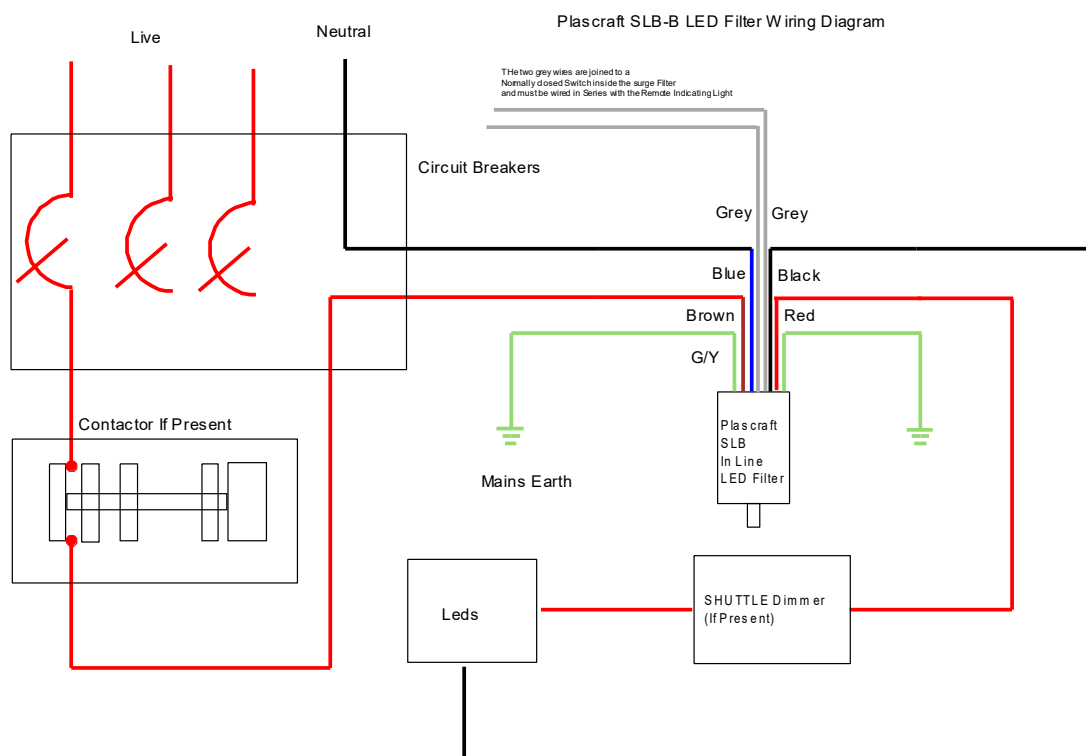 Plascraft SLB-B LED Filter Wiring Diagram
Live
Neutral
THe two grey wires are joined to a
Normally closed Switch inside the surge Filter
and must be wired in Series with the Remote Indicating Light
Circuit Breakers
Grey
Grey
Blue
Black
Brown
Red
G/Y
Contactor If Present
Plascraft
SLB
In Line
LED Filter
Mains Earth
Leds
SHUTTLE Dimmer
(If Present)